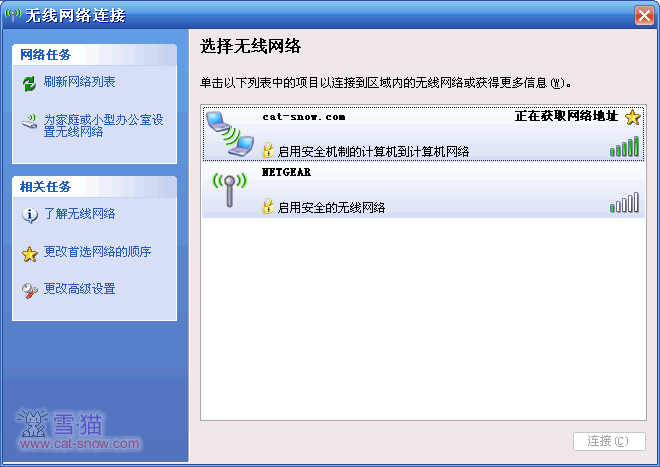 无线网络连接
网络任务
刷新网络列表
为家庭或小型办公室设
置无线网络
相关任务
了解无线网络
更改首选网络的顺序
更改高级设置
雪猫
www.cat-snow.com
选择无线网络
单击以下列表中的项目以连接到区域内的无线网络或获得更多信息(W)。
cat-snow.com 正在获取网络地址
启用安全机制的计算机到计算机网络
NETGEAR
启用安全的无线网络
连接(C)